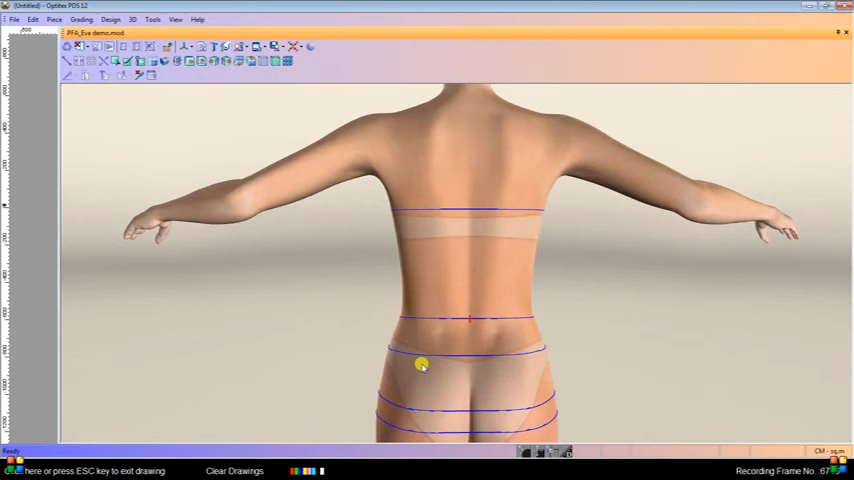 (Untitled) - Optitex PDS 12
File Edit Piece Grading Design 3D Tools View Help
PFA_Eva demo.mod
Ready
CM - sq.m
here or press ESC key to exit drawing Clear Drawings Recording Frame No.